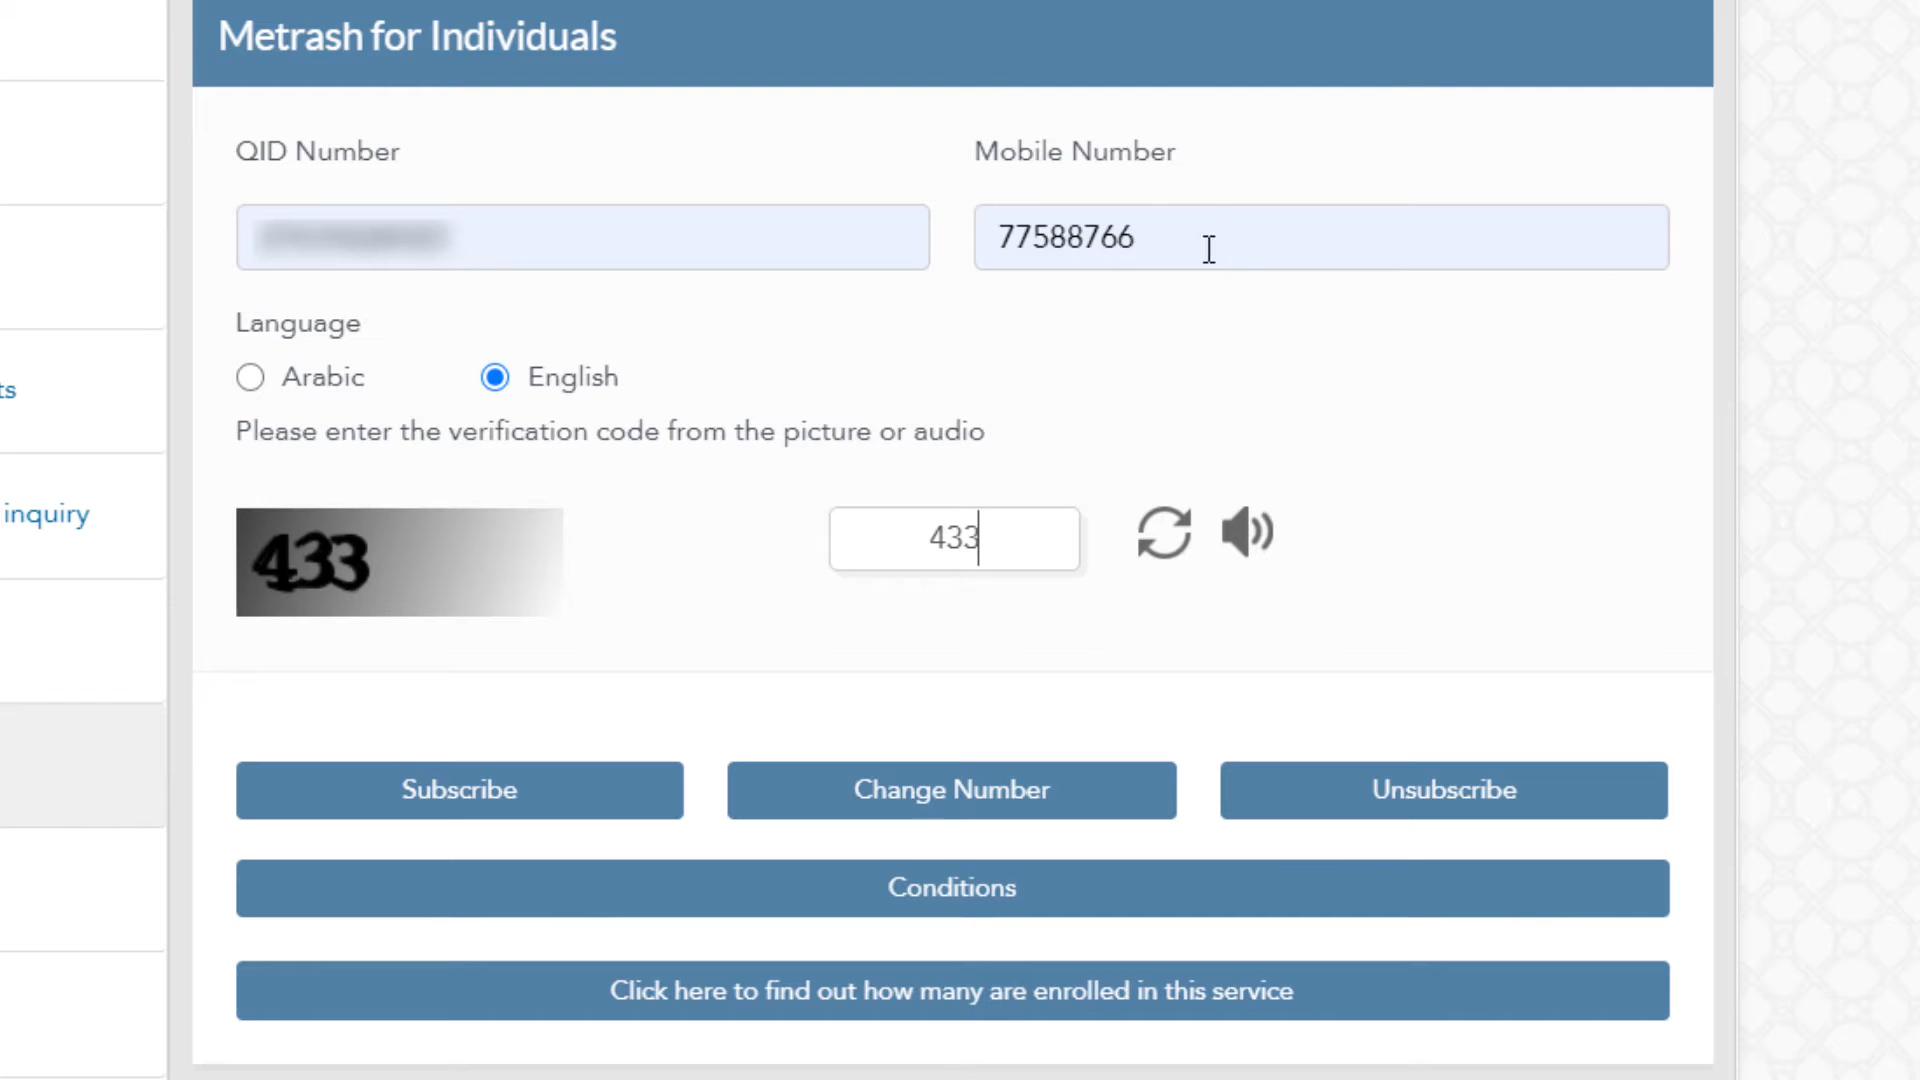 Metrash for Individuals
QID Number
Mobile Number
77588766
Language
Arabic
English
Please enter the verification code from the picture or audio
ts
inquiry
433
433
Subscribe
Change Number
Unsubscribe
Conditions
Click here to find out how many are enrolled in this service